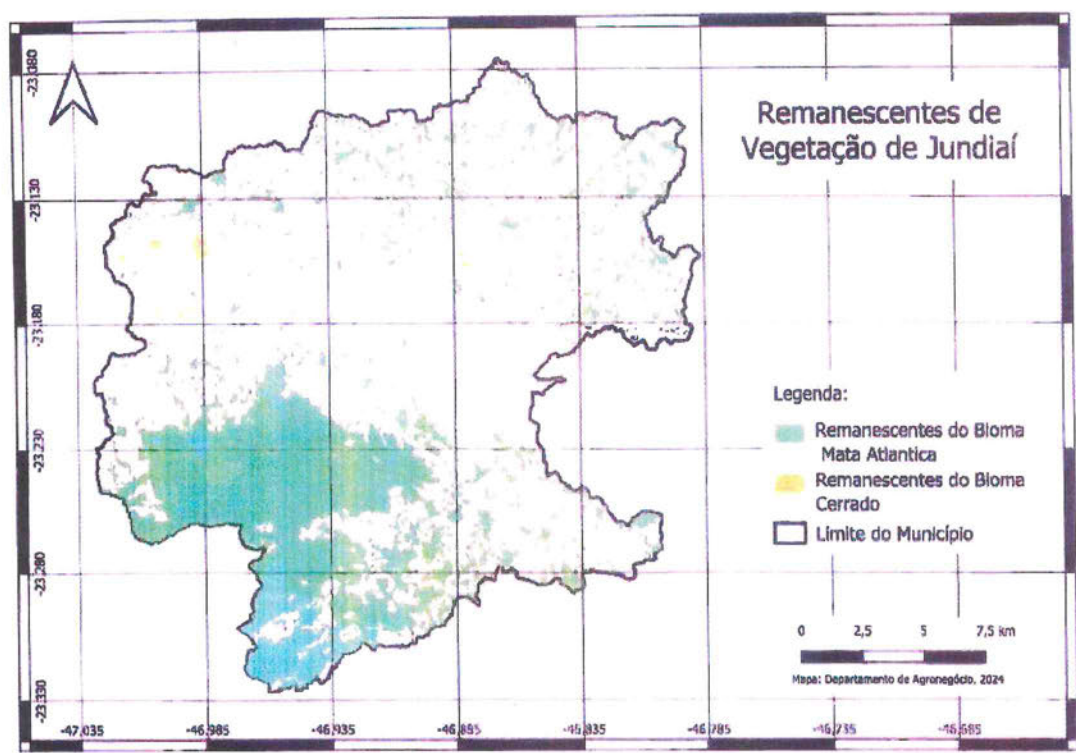 Remanescentes de
Vegetação de Jundiaí
-23.080
-23.130
-23.180
-23.230
-23.280
-23.330
Legenda:
Remanescentes do Bioma
Mata Atlantica
Remanescentes do Bioma
Cerrado
Límite do Município
0 2,5 5 7,5 km
Mapa: Departamento de Agronegócio, 2024
-47.035 -46.985 -46.935 -46.885 -46.835 -46.785 -46.735 -46.685